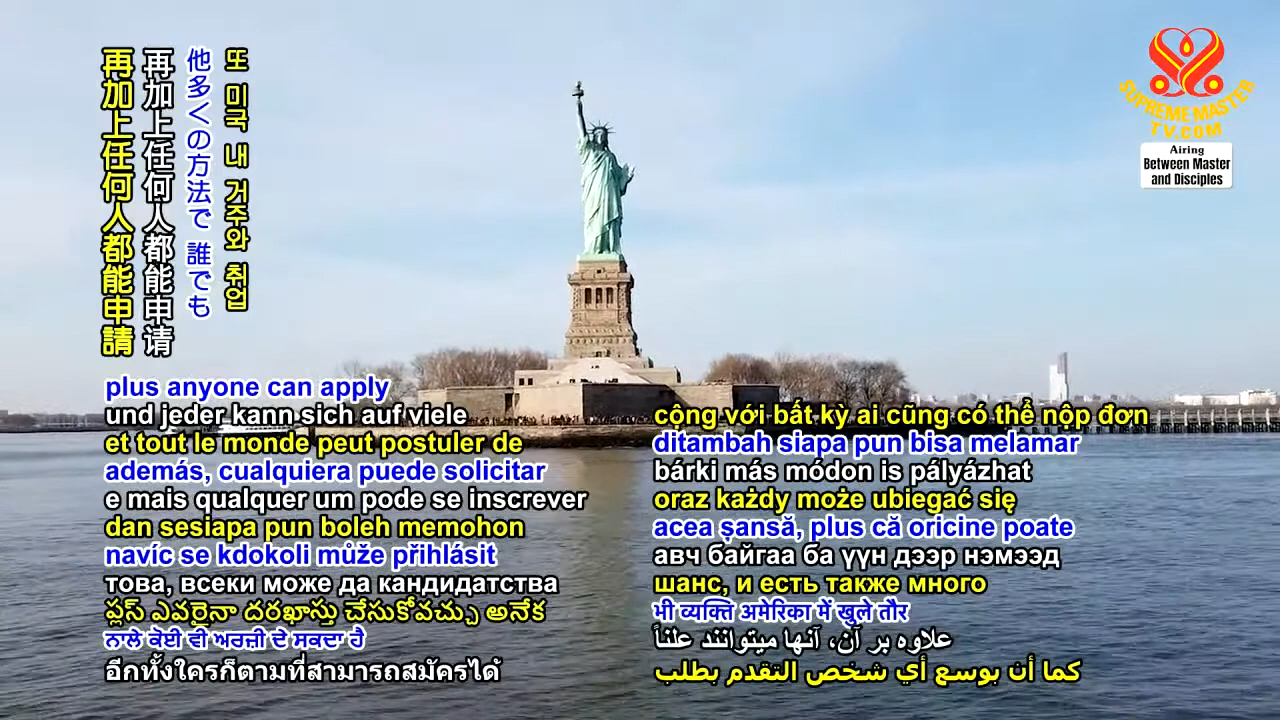 再加上任何人都能申請
再加上任何人都能申请
他多くの方法で 誰でも
또 미국 내 거주와 취업
SUPREME MASTER
TV.COM
Airing
Between Master
and Disciples
plus anyone can apply
und jeder kann sich auf viele
et tout le monde peut postuler de
además, cualquiera puede solicitar
e mais qualquer um pode se inscrever
dan sesiapa pun boleh memohon
navíc se kdokoli může přihlásit
това, всеки може да кандидатства
ప్లస్ ఎవరైనా దరఖాస్తు చేసుకోవచ్చు అనేక
ਨਾਲੇ ਕੋਈ ਵੀ ਅਰਜ਼ੀ ਦੇ ਸਕਦਾ ਹੈ
อีกทั้งใครก็ตามที่สามารถสมัครได้
cộng với bất kỳ ai cũng có thể nộp đơn
ditambah siapa pun bisa melamar
bárki más módon is pályázhat
oraz każdy może ubiegać się
acea șansă, plus că oricine poate
авч байгаа ба үүн дээр нэмээд
шанс, и есть также много
भी व्यक्ति अमेरिका में खुले तौर
علاوه بر آن، آنها میتوانند علناً
كما أن بوسع أي شخص التقدم بطلب